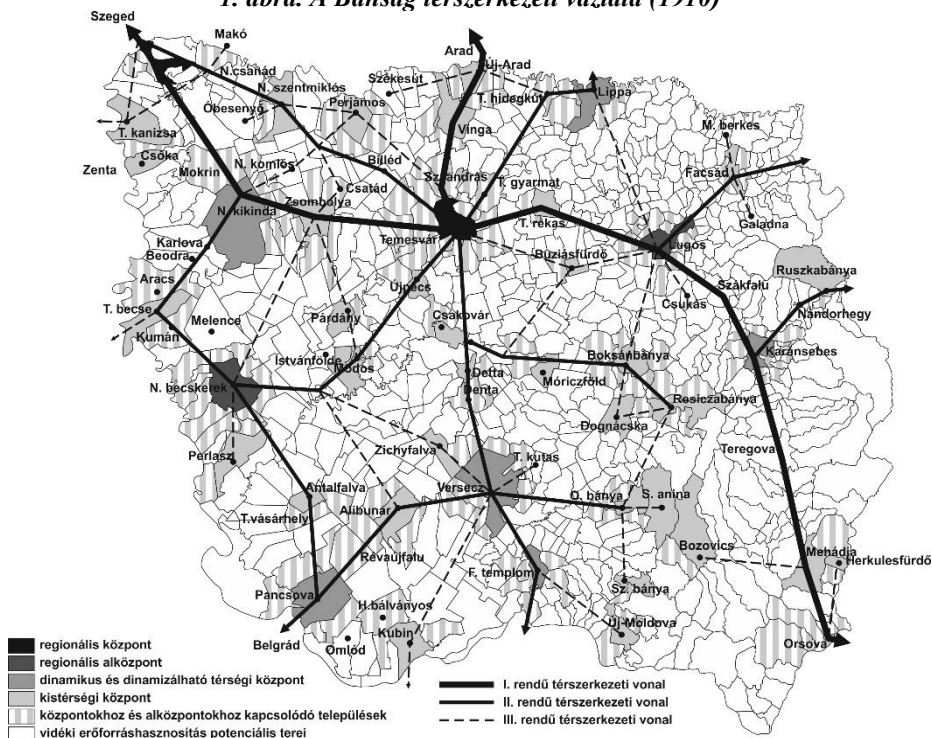 1. ábra. A Bánság térszerkezeti vázlata (1910)
Szeged
Makó
Arad
Új-Arad
N.csanád
N. szentmiklós
Székesút
T. hidegkút
Lippa
Óbesenyő
Perjámos
Vinga
M. berkes
T. kanizsa
Csóka
Zenta
Mokrin
N. komlós
Billéd
Sz.andrás
T. gyarmat
Facsád
Csatád
Zsombolya
N.kikinda
T. rékas
Galadna
Temesvár
Lugos
Karlova
Beodra
Buziásfürdő
Ruszkabánya
Aracs
Újpécs
Szákfalu
T. becse
Melence
Párdány
Csakovár
Csukás
Nándorhegy
Kumán
Istvánfölde
Módos
Boksánbánya
Karánsebes
N. becskerek
Detta
Denta
Móriczföld
Resiczabánya
Dognácska
Perlasz
Zichyfalva
T. kutas
Teregova
Antalfalva
Versecz
T.vásárhely
Alibunár
O. bánya
S. anina
Révaújfalu
Bozovics
Mehádia
Herkulesfürdő
Pancsova
F. templom
Sz. bánya
H.bálványos
Kubin
Új-Moldova
Belgrád
Omlód
Orsova
regionális központ
regionális alközpont
dinamikus és dinamizálható térségi központ
kistérségi központ
központokhoz és alközpontokhoz kapcsolódó települések
vidéki erőforráshasznosítás potenciális terei
I. rendű térszerkezeti vonal
II. rendű térszerkezeti vonal
III. rendű térszerkezeti vonal